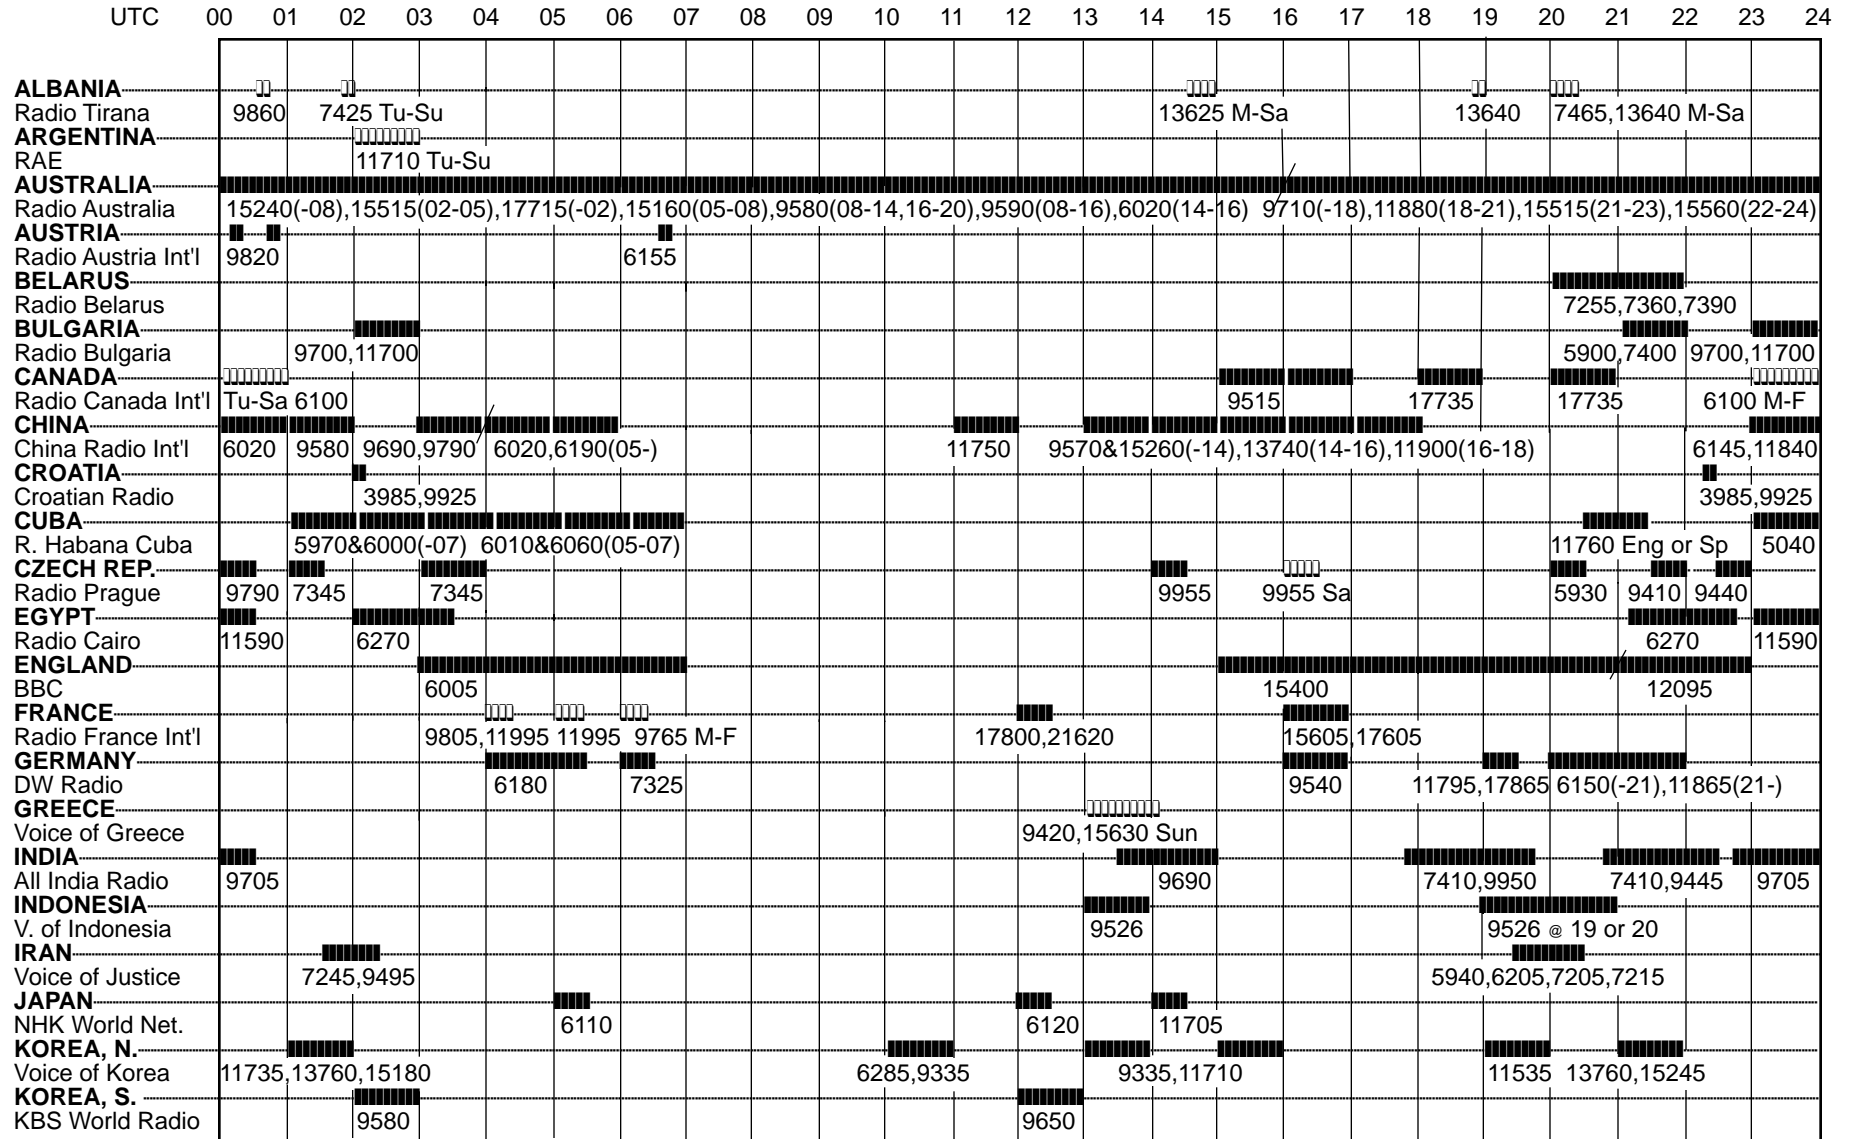 UTC 00 01 02 03 04 05 06 07 08 09 10 11 12 13 14 15 16 17 18 19 20 21 22 23 24
ALBANIA
Radio Tirana 9860 7425 Tu-Su 13625 M-Sa 13640 7465,13640 M-Sa
ARGENTINA
RAE 11710 Tu-Su
AUSTRALIA
Radio Australia 15240(-08),15515(02-05),17715(-02),15160(05-08),9580(08-14,16-20),9590(08-16),6020(14-16) 9710(-18),11880(18-21),15515(21-23),15560(22-24)
AUSTRIA
Radio Austria Int'l 9820 6155
BELARUS
Radio Belarus 7255,7360,7390
BULGARIA
Radio Bulgaria 9700,11700 5900,7400 9700,11700
CANADA
Radio Canada Int'l Tu-Sa 6100 9515 17735 17735 6100 M-F
CHINA
China Radio Int'l 6020 9580 9690,9790 6020,6190(05-) 11750 9570&15260(-14),13740(14-16),11900(16-18) 6145,11840
CROATIA
Croatian Radio 3985,9925 3985,9925
CUBA
R. Habana Cuba 5970&6000(-07) 6010&6060(05-07) 11760 Eng or Sp 5040
CZECH REP.
Radio Prague 9790 7345 7345 9955 9955 Sa 5930 9410 9440
EGYPT
Radio Cairo 11590 6270 6270 11590
ENGLAND
BBC 6005 15400 12095
FRANCE
Radio France Int'l 9805,11995 11995 9765 M-F 17800,21620 15605,17605
GERMANY
DW Radio 6180 7325 9540 11795,17865 6150(-21),11865(21-)
GREECE
Voice of Greece 9420,15630 Sun
INDIA
All India Radio 9705 9690 7410,9950 7410,9445 9705
INDONESIA
V. of Indonesia 9526 9526 @ 19 or 20
IRAN
Voice of Justice 7245,9495 5940,6205,7205,7215
JAPAN
NHK World Net. 6110 6120 11705
KOREA, N.
Voice of Korea 11735,13760,15180 6285,9335 9335,11710 11535 13760,15245
KOREA, S.
KBS World Radio 9580 9650